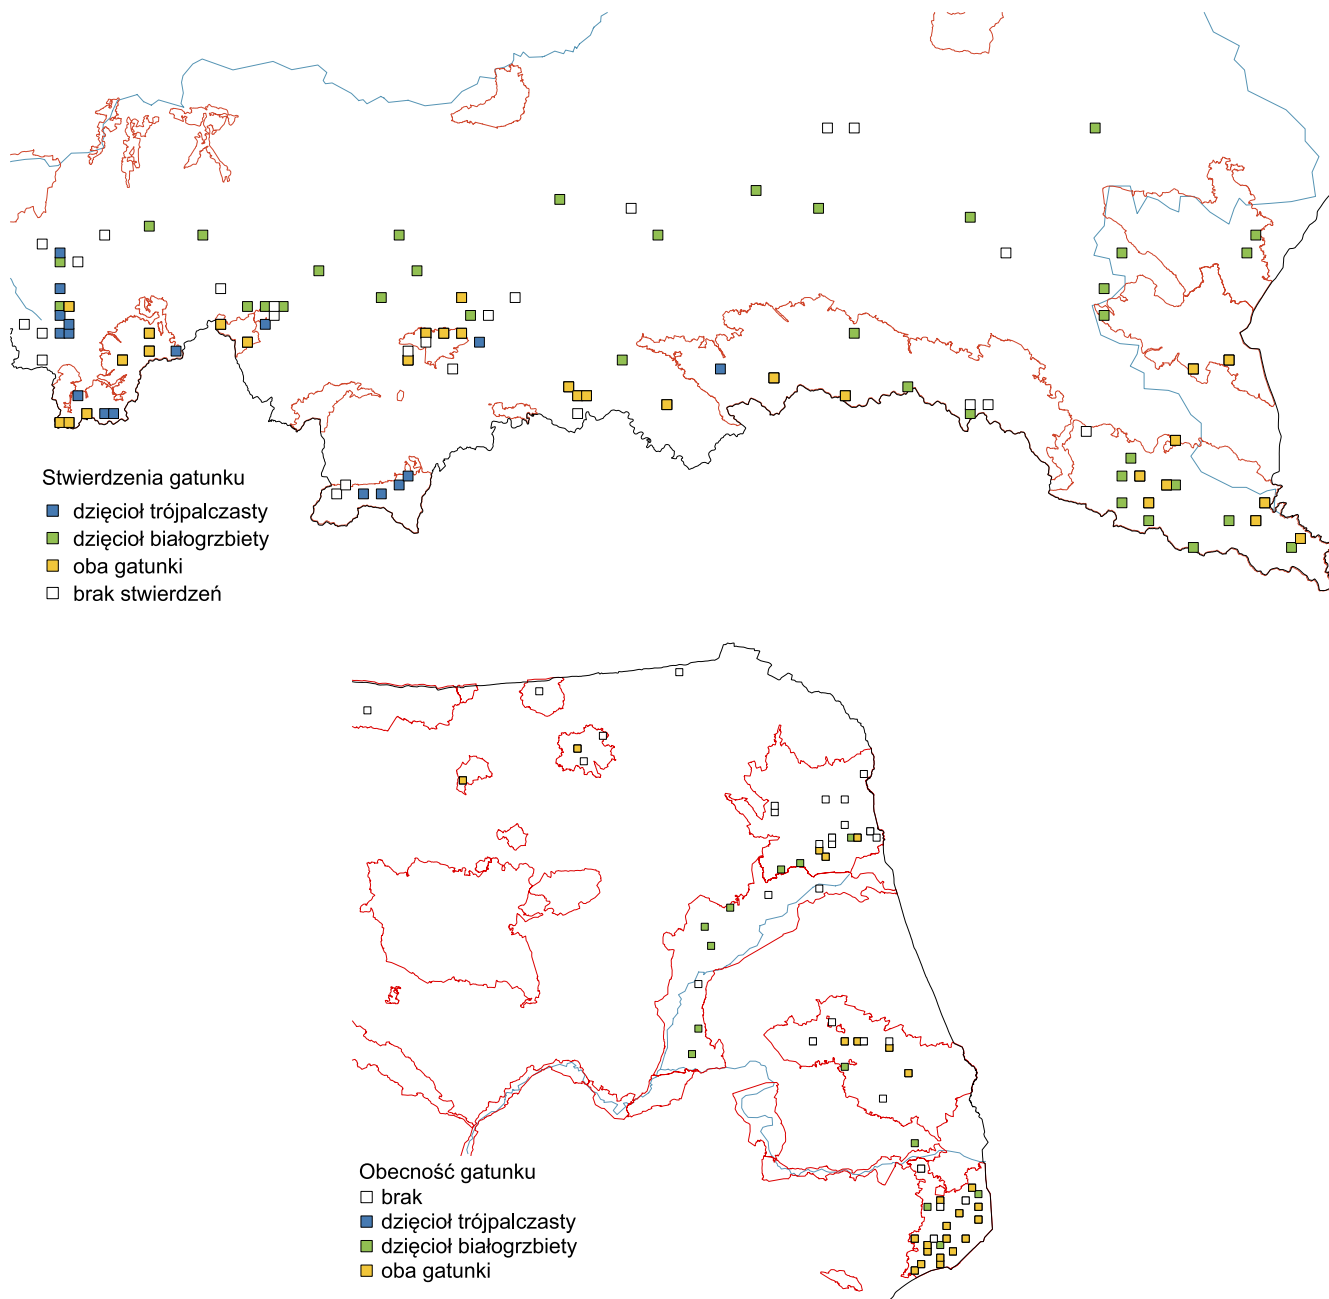 Stwierdzenia gatunku
dzięcioł trójpalczasty
dzięcioł białogrzbiety
oba gatunki
brak stwierdzeń
Obecność gatunku
brak
dzięcioł trójpalczasty
dzięcioł białogrzbiety
oba gatunki